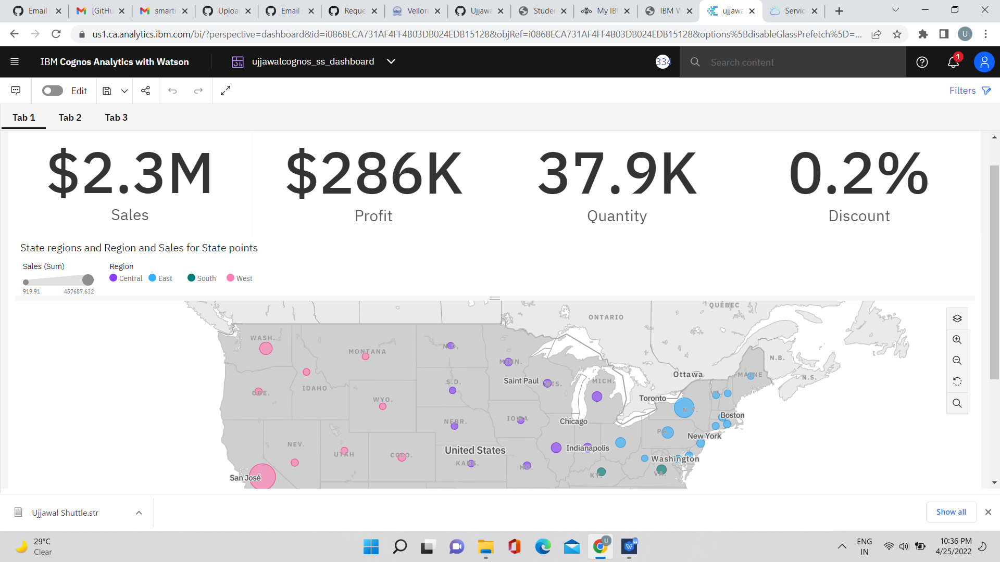 Email
[GitHu
smarti
Uploa
Email
Reque
Vellore
Ujjawa
Studer
My IBI
IBM W
ujjawa
Servic
us1.ca.analytics.ibm.com/bi/?perspective=dashboard&id=i0868ECA731AF4FF4B03DB024EDB15128&objRef=i0868ECA731AF4FF4B03DB024EDB15128&options%5BdisableGlassPrefetch%5D=...
U
IBM Cognos Analytics with Watson
ujjawalcognos_ss_dashboard
334
Search content
1
Edit
Filters
Tab 1
Tab 2
Tab 3
$2.3M
$286K
37.9K
0.2%
Sales
Profit
Quantity
Discount
State regions and Region and Sales for State points
Sales (Sum)
Region
Central
East
South
West
919.91
457687.632
QUÉBEC
ONTARIO
WASH.
MONTANA
N.D.
MINN.
N.B.
N.S.
Ottawa
MAINE
Saint Paul
WIS.
MICH.
S.D.
IDAHO
ORE.
WYO.
Toronto
VT.
N.Y.
Boston
NEBR.
IOWA
Chicago
PA.
New York
NEV.
UTAH
COLO.
United States
Indianapolis
Washington
KANS.
MO.
KY.
VA.
San José
Ujjawal Shuttle.str
Show all
29°C
Clear
U
ENG
IN
10:36 PM
4/25/2022